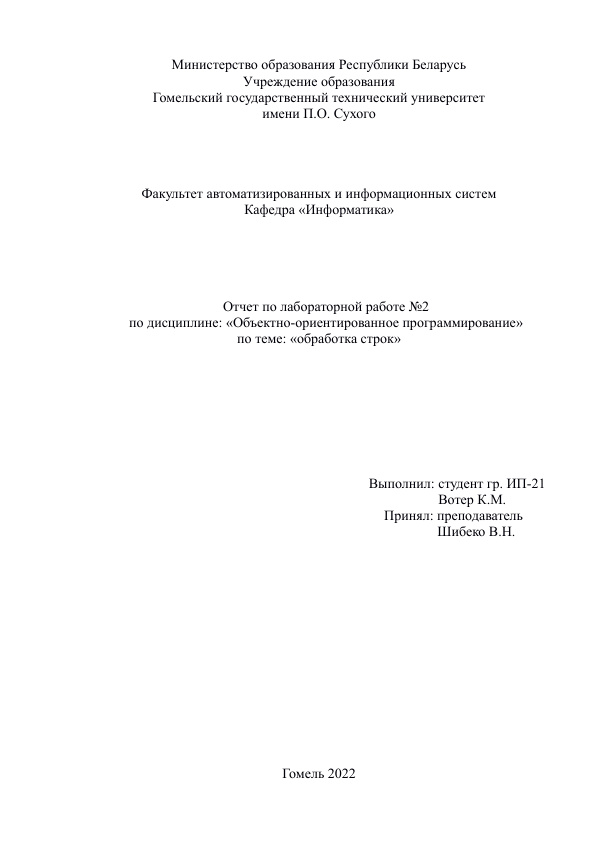 Министерство образования Республики Беларусь
Учреждение образования
Гомельский государственный технический университет
имени П.О. Сухого
Факультет автоматизированных и информационных систем
Кафедра «Информатика»
Отчет по лабораторной работе №2
по дисциплине: «Объектно-ориентированное программирование»
по теме: «обработка строк»
Выполнил: студент гр. ИП-21
Вотер К.М.
Принял: преподаватель
Шибеко В.Н.
Гомель 2022